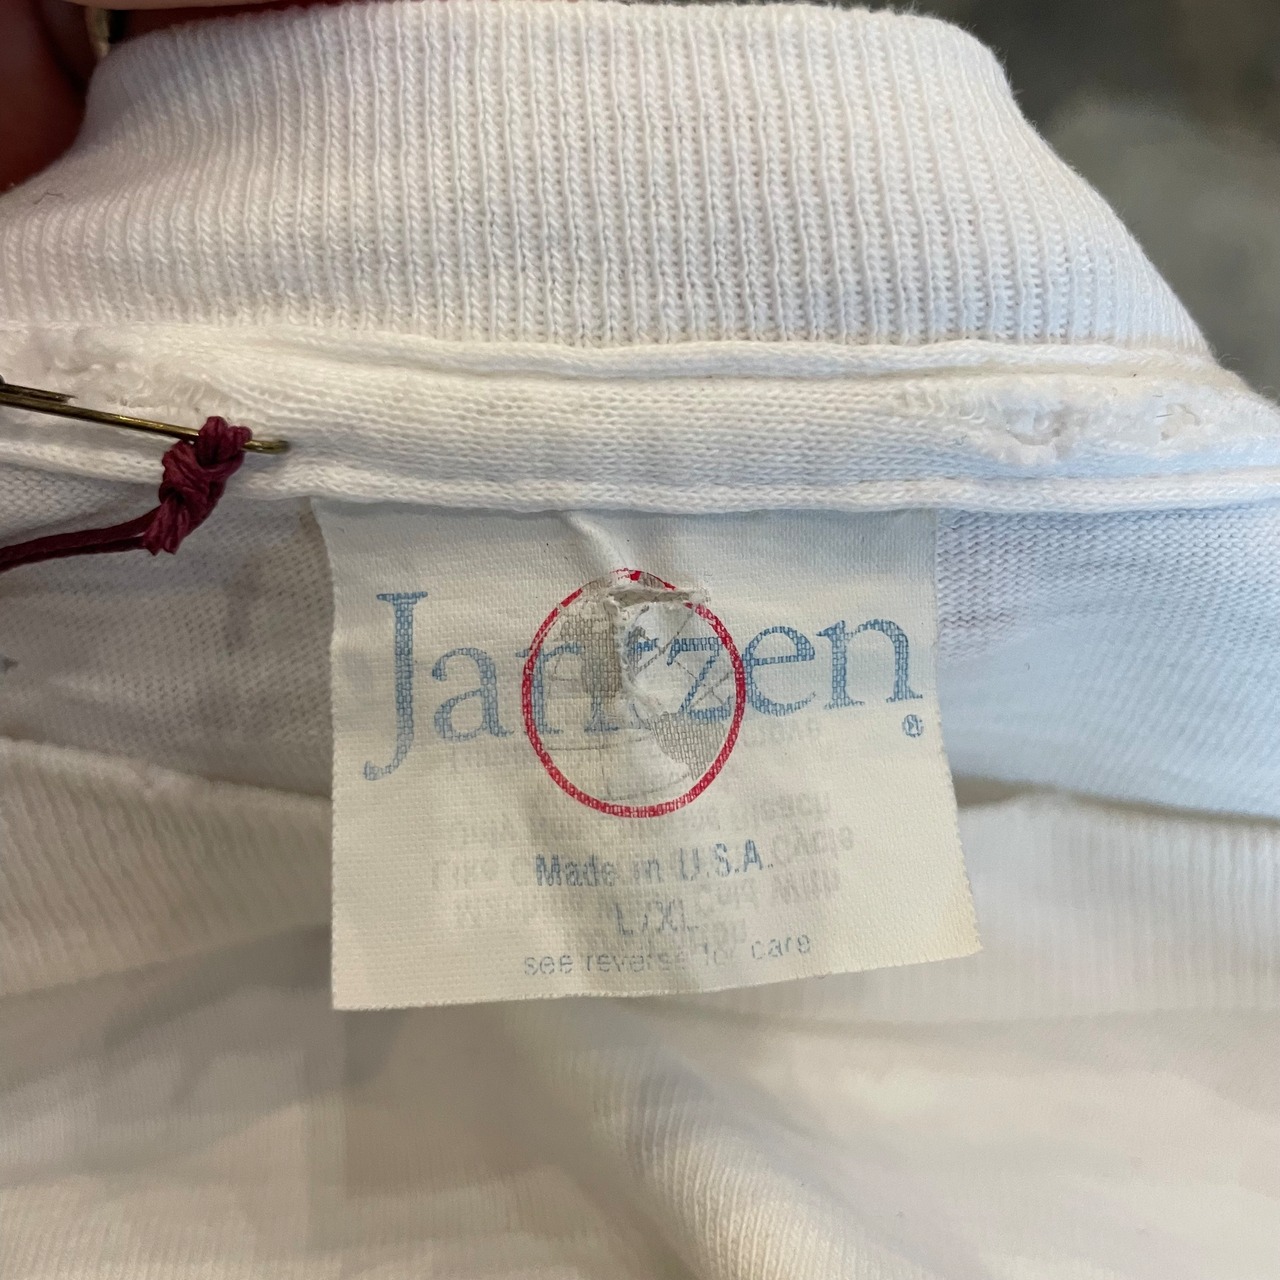 Jantzen®
Made in U.S.A.
L/XL
see reverse for care